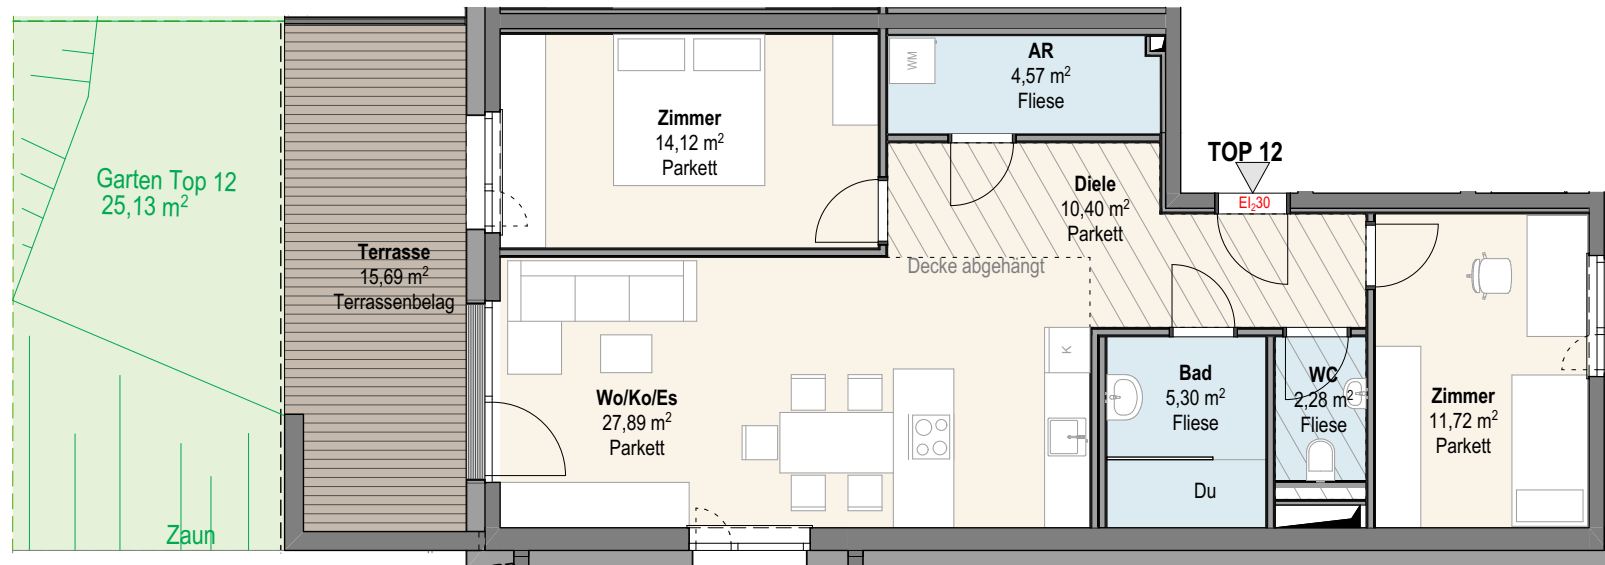 WM
AR
4,57 m²
Fliese
Zimmer
14,12 m²
Parkett
TOP 12
EI₂30
Garten Top 12
25,13 m²
Diele
10,40 m²
Parkett
Terrasse
15,69 m²
Terrassenbelag
Decke abgehängt
K
Wo/Ko/Es
27,89 m²
Parkett
Bad
5,30 m²
Fliese
WC
2,28 m²
Fliese
Zimmer
11,72 m²
Parkett
Du
Zaun